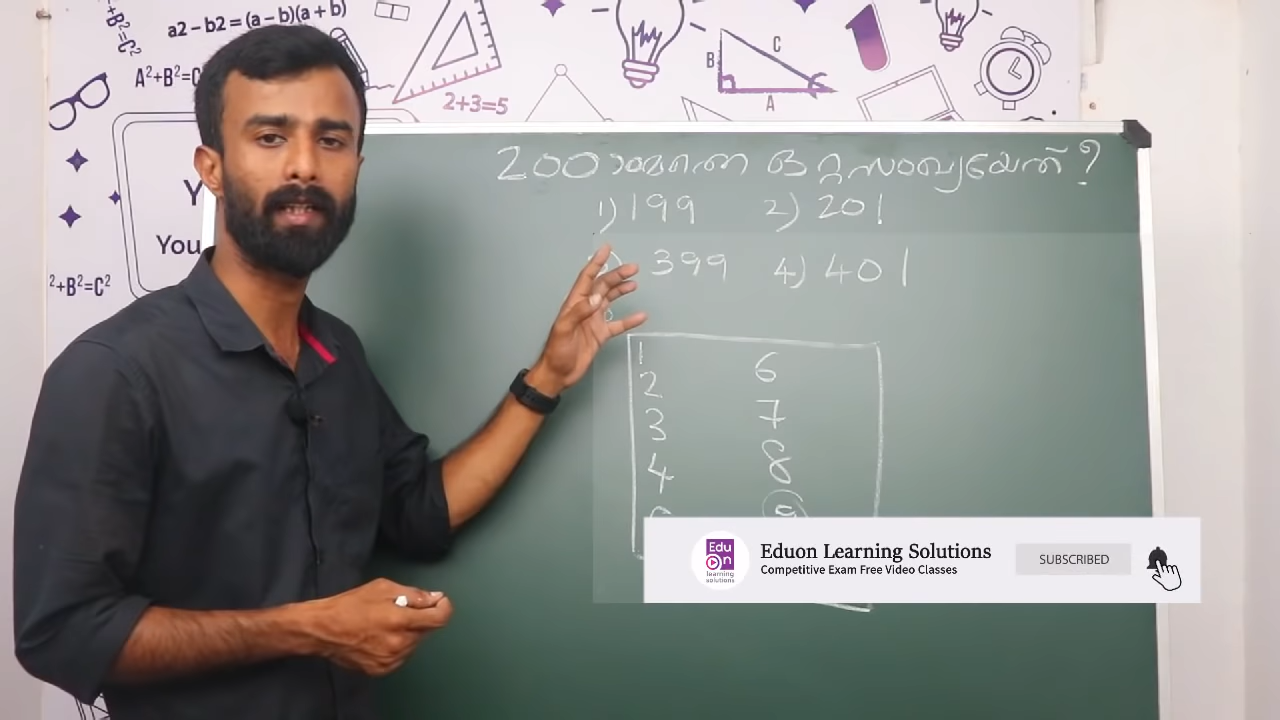 a2 – b2 = (a – b)(a + b)
A²+B²=C
2+3=5
B
C
A
Y
You
²+B²=C²
200ാമത്തെ ഒറ്റസംഖ്യയേത് ?
1) 199 2) 201
399 4) 401
1 6
2 7
3 8
4 9
Edu On
learning solutions
Eduon Learning Solutions
Competitive Exam Free Video Classes
SUBSCRIBED